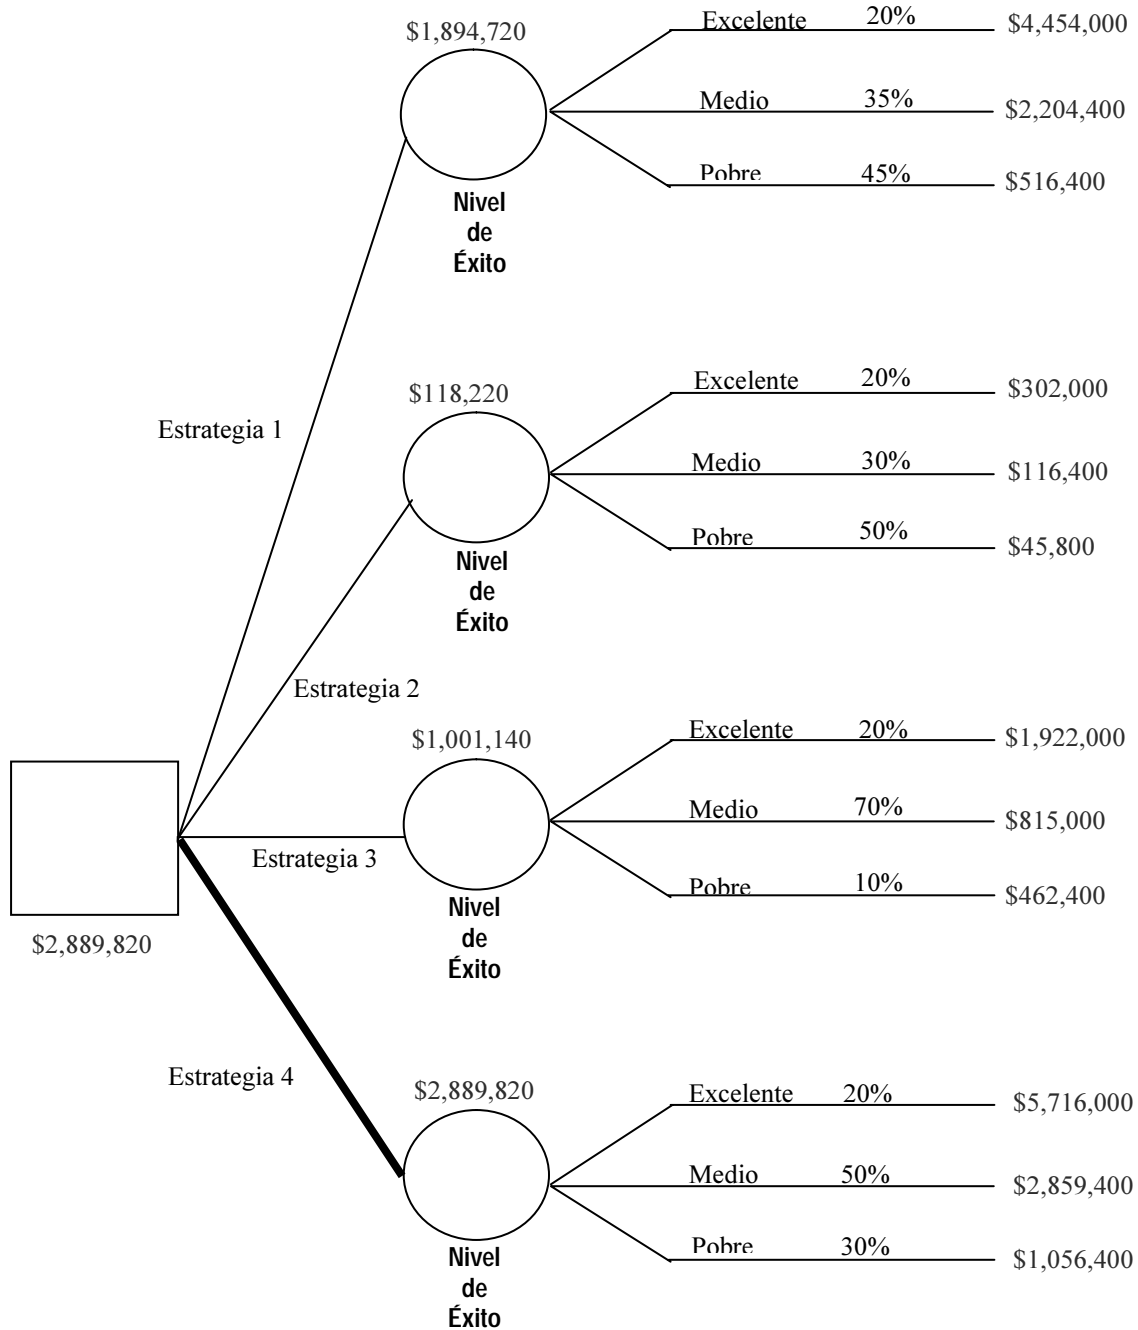 $1,894,720
Excelente 20% $4,454,000
Medio 35% $2,204,400
Pobre 45% $516,400
Nivel
de
Éxito
Estrategia 1
$118,220
Excelente 20% $302,000
Medio 30% $116,400
Pobre 50% $45,800
Nivel
de
Éxito
Estrategia 2
$1,001,140
Excelente 20% $1,922,000
Medio 70% $815,000
Pobre 10% $462,400
Estrategia 3
Nivel
de
Éxito
$2,889,820
Estrategia 4
$2,889,820
Excelente 20% $5,716,000
Medio 50% $2,859,400
Pobre 30% $1,056,400
Nivel
de
Éxito